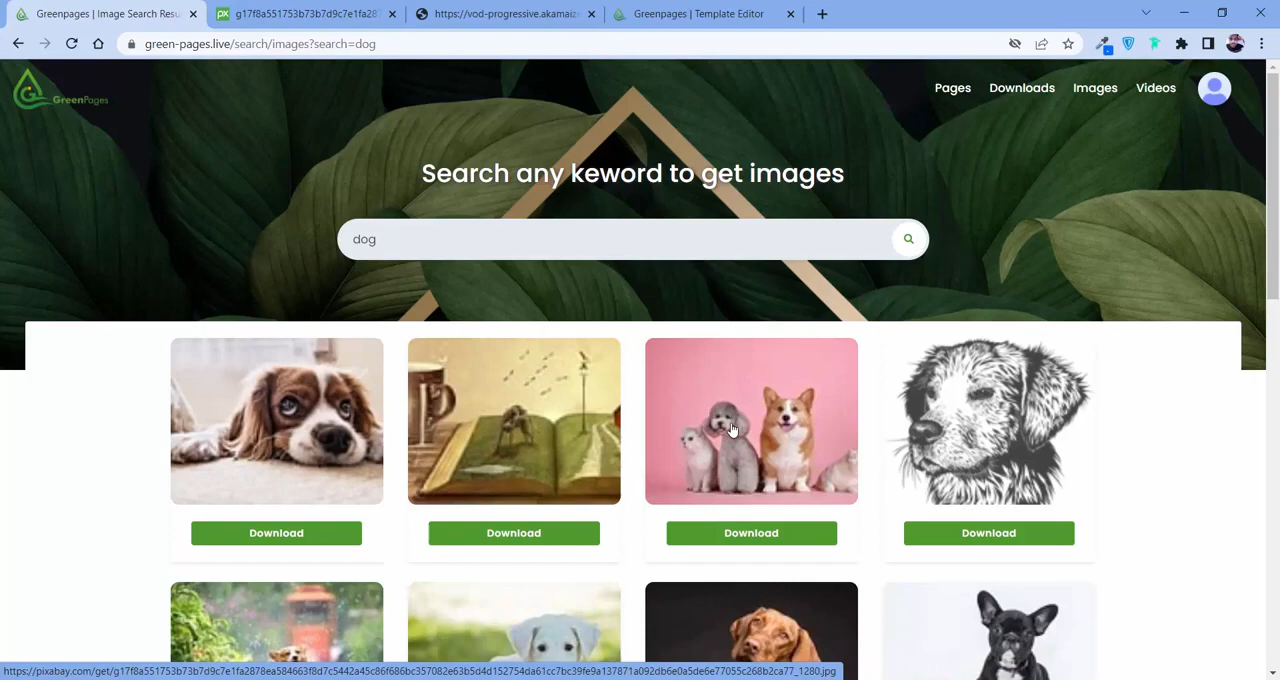 Greenpages | Image Search Resu
g17f8a551753b73b7d9c7e1fa287
https://vod-progressive.akamaize
Greenpages | Template Editor
green-pages.live/search/images?search=dog
GreenPages
Pages Downloads Images Videos
Search any keword to get images
dog
Download Download Download Download
https://pixabay.com/get/g17f8a551753b73b7d9c7e1fa2878ea584663f8d7c5442a45c86f686bc357082e63b5d4d152754da61cc7bc39fe9a137871a092db6e0a5de6e77055c268b2ca77_1280.jpg